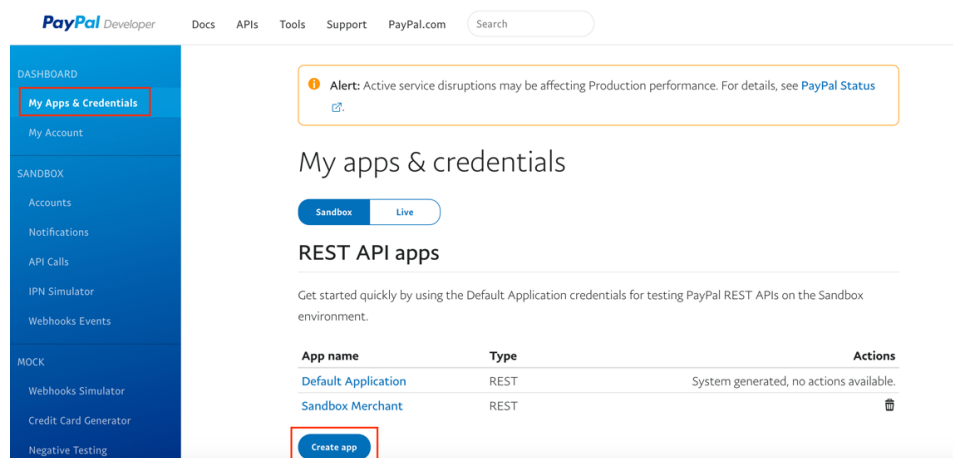 PayPal Developer
Docs APIs Tools Support PayPal.com Search
DASHBOARD
My Apps & Credentials
My Account
SANDBOX
Accounts
Notifications
API Calls
IPN Simulator
Webhooks Events
MOCK
Webhooks Simulator
Credit Card Generator
Negative Testing
Alert: Active service disruptions may be affecting Production performance. For details, see PayPal Status
.
My apps & credentials
Sandbox Live
REST API apps
Get started quickly by using the Default Application credentials for testing PayPal REST APIs on the Sandbox
environment.
App name Type Actions
Default Application REST System generated, no actions available.
Sandbox Merchant REST
Create app